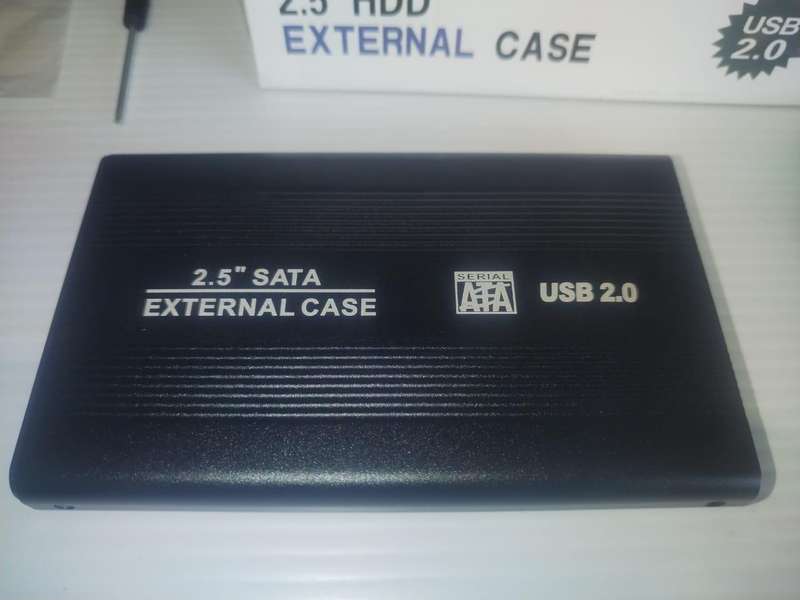 2.5" HDD
EXTERNAL CASE
USB
2.0
2.5" SATA
EXTERNAL CASE
SERIAL
ATA
USB 2.0